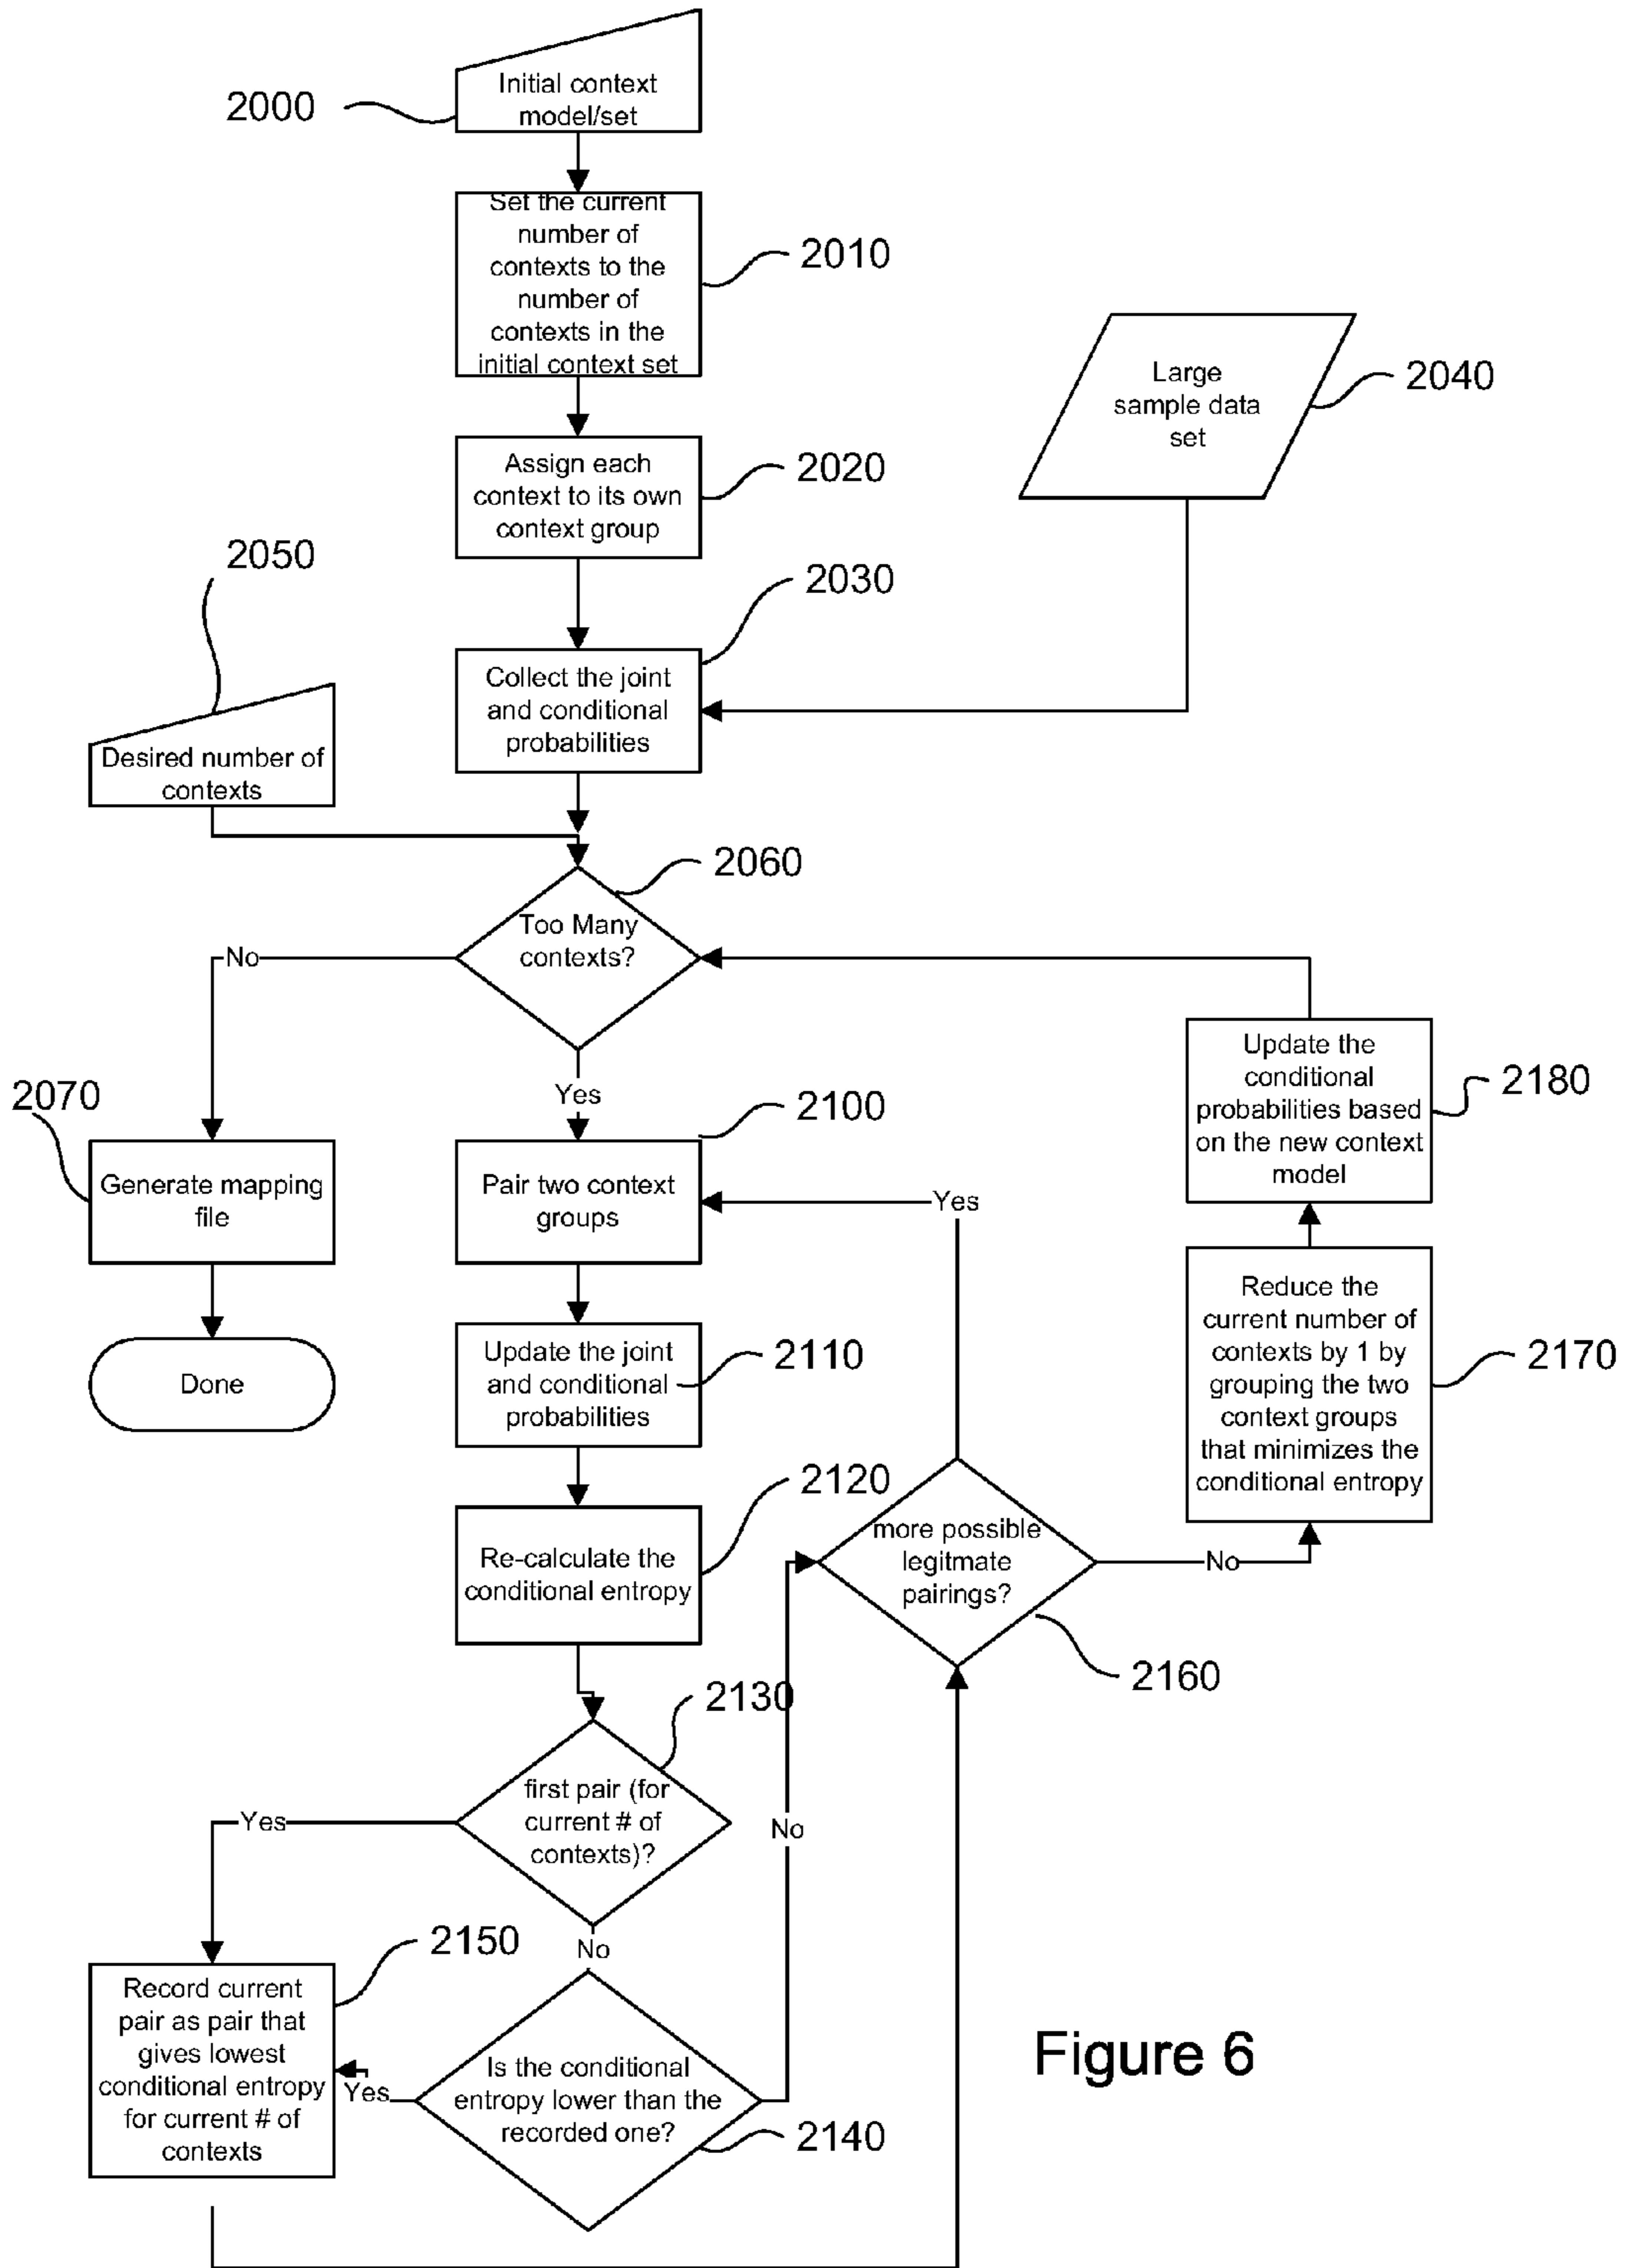 Initial context
model/set
2000
Set the current
number of
contexts to the
number of
contexts in the
initial context set
2010
Large
sample data
set
2040
Assign each
context to its own
context group
2020
2050
2030
Collect the joint
and conditional
probabilities
Desired number of
contexts
2060
Too Many
contexts?
No
Yes
2070
Generate mapping
file
Done
2100
Pair two context
groups
Yes
Update the
conditional
probabilities based
on the new context
model
2180
Update the joint
and conditional
probabilities
2110
Reduce the
current number of
contexts by 1 by
grouping the two
context groups
that minimizes the
conditional entropy
2170
2120
Re-calculate the
conditional entropy
more possible
legitmate
pairings?
No
2160
2130
first pair (for
current # of
contexts)?
Yes
No
No
2150
Record current
pair as pair that
gives lowest
conditional entropy
for current # of
contexts
Yes
Is the conditional
entropy lower than the
recorded one?
2140
Figure 6